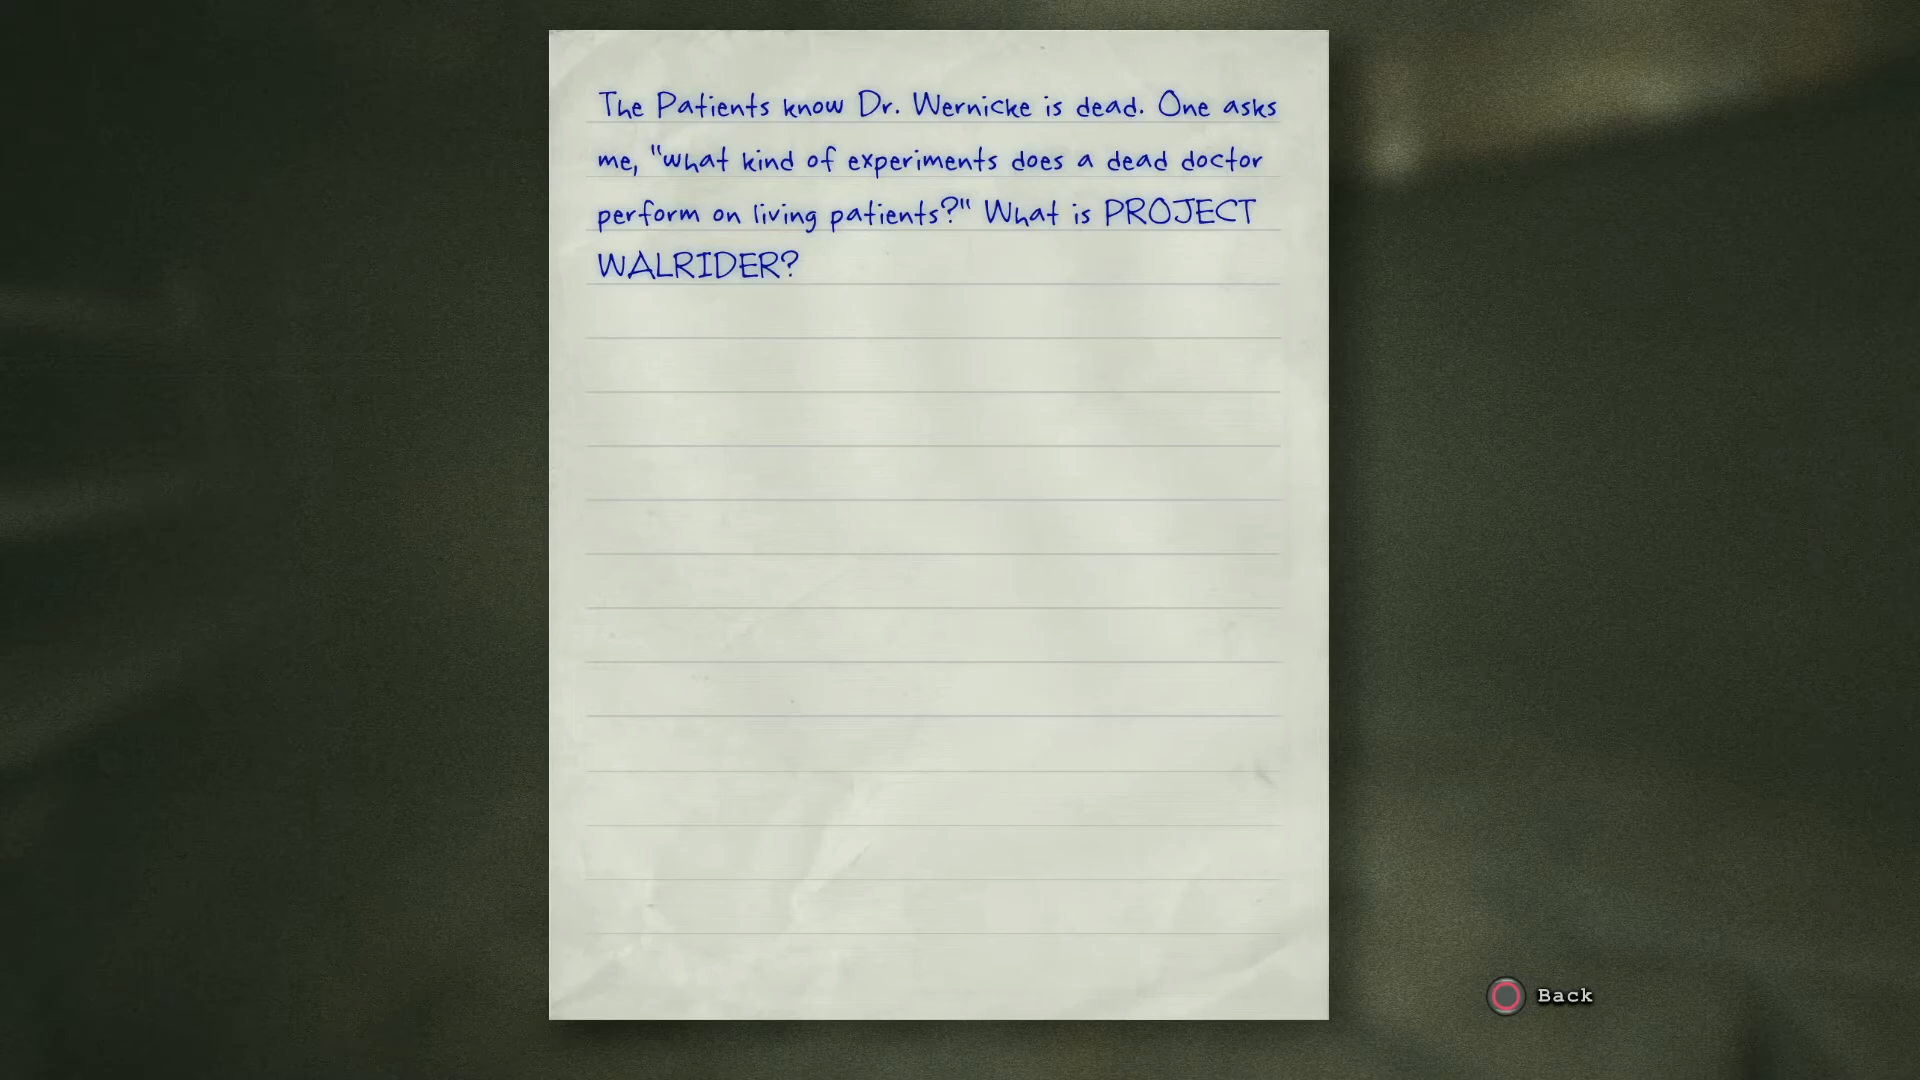 The Patients know Dr. Wernicke is dead. One asks
me, "what kind of experiments does a dead doctor
perform on living patients?" What is PROJECT
WALRIDER?
Back